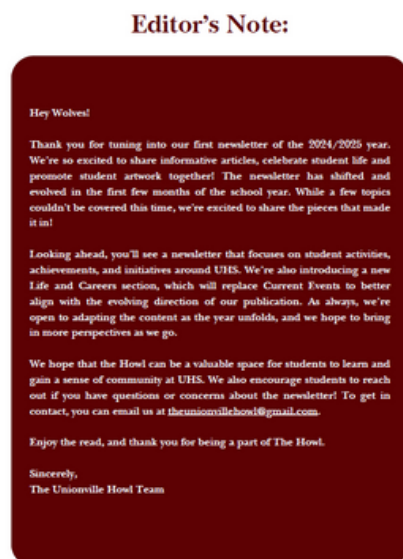 Editor's Note:
Hey Wolves!
Thank you for tuning into our first newsletter of the 2024/2025 year.
We're so excited to share informative articles, celebrate student life and
promote student artwork together! The newsletter has shifted and
evolved in the first few months of the school year. While a few topics
couldn't be covered this time, we're excited to share the pieces that made
it in!
Looking ahead, you'll see a newsletter that focuses on student activities,
achievements, and initiatives around UHS. We're also introducing a new
Life and Careers section, which will replace Current Events to better
align with the evolving direction of our publication. As always, we're
open to adapting the content as the year unfolds, and we hope to bring
in more perspectives as we go.
We hope that the Howl can be a valuable space for students to learn and
gain a sense of community at UHS. We also encourage students to reach
out if you have questions or concerns about the newsletter! To get in
contact, you can email us at theunionvillehowl@gmail.com.
Enjoy the read, and thank you for being a part of The Howl.
Sincerely,
The Unionville Howl Team